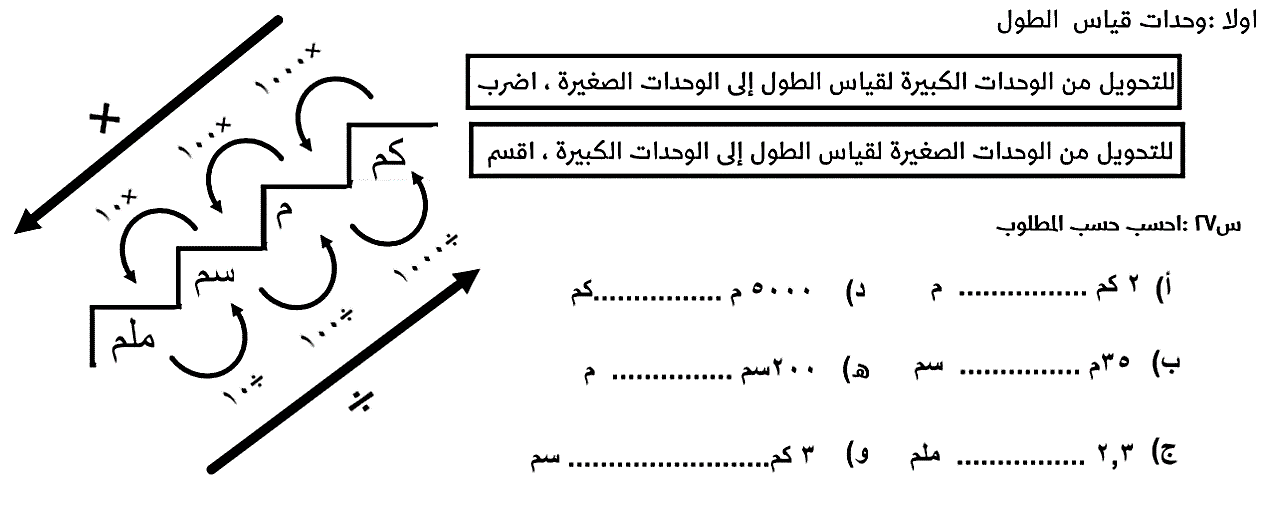 اولا :وحدات قياس الطول
للتحويل من الوحدات الكبيرة لقياس الطول إلى الوحدات الصغيرة ، اضرب
للتحويل من الوحدات الصغيرة لقياس الطول إلى الوحدات الكبيرة ، اقسم
س٢٧ :احسب حسب المطلوب
أ) ٢ كم ................ م
د) ٥٠٠٠ م ................كم
ب) ٣٥م ............... سم
ه) ٢٠٠سم ............... م
ج) ٢,٣ ................ ملم
و) ٣ كم......................... سم
×
×١٠٠٠
×١٠٠
×١٠
كم
م
سم
ملم
÷١٠٠٠
÷١٠٠
÷١٠
÷